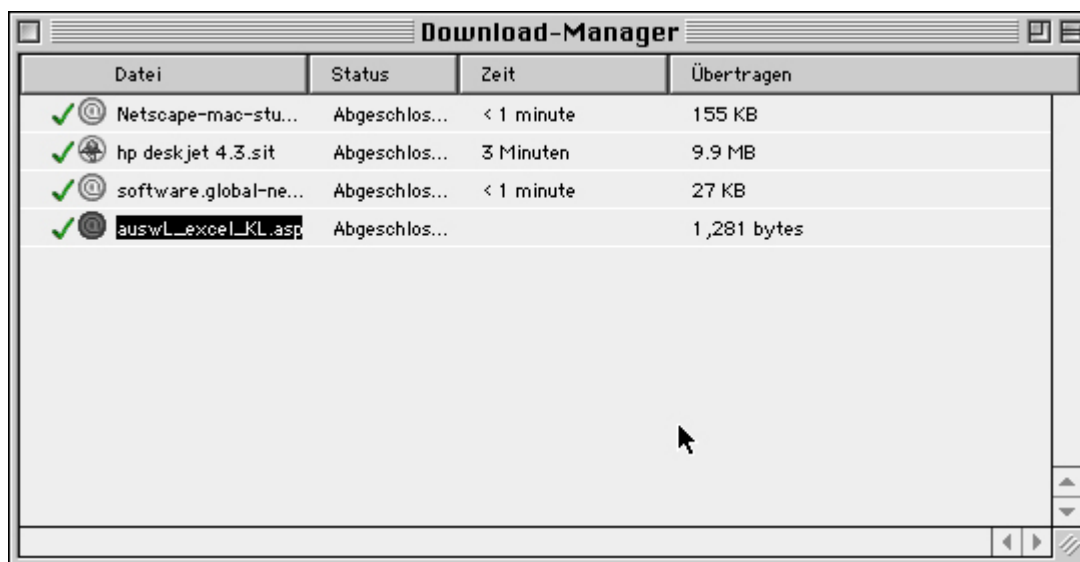 Download-Manager
Datei Status Zeit Übertragen
Netscape-mac-stu... Abgeschlos... < 1 minute 155 KB
hp deskjet 4.3.sit Abgeschlos... 3 Minuten 9.9 MB
software.global-ne... Abgeschlos... < 1 minute 27 KB
auswL_excel_KL.asp Abgeschlos... 1,281 bytes